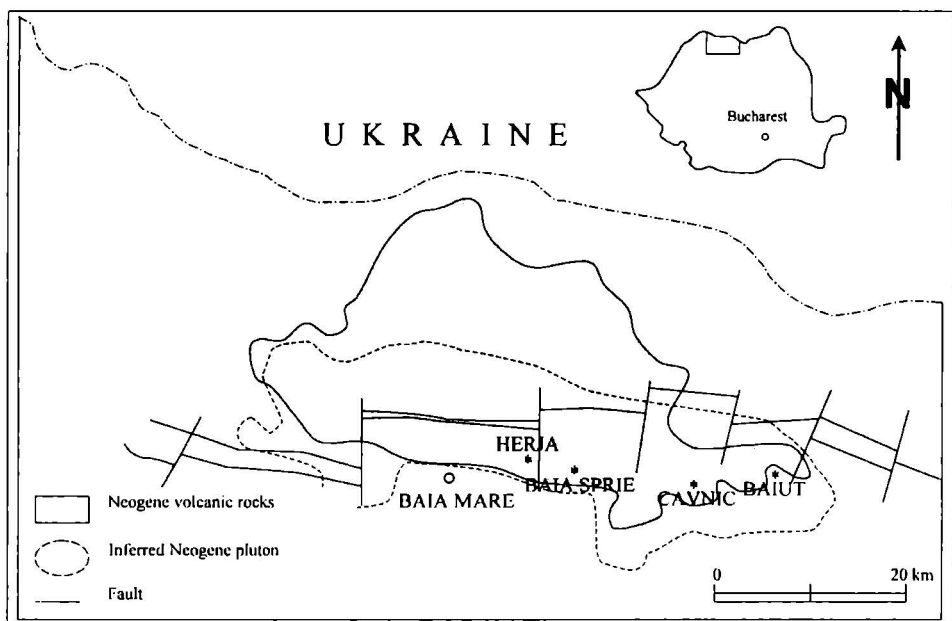 Bucharest
N
UKRAINE
HERJA
BAIA SPRIE
BAIA MARE
CAVNIC
BAIUT
Neogene volcanic rocks
Inferred Neogene pluton
Fault
0 20 km